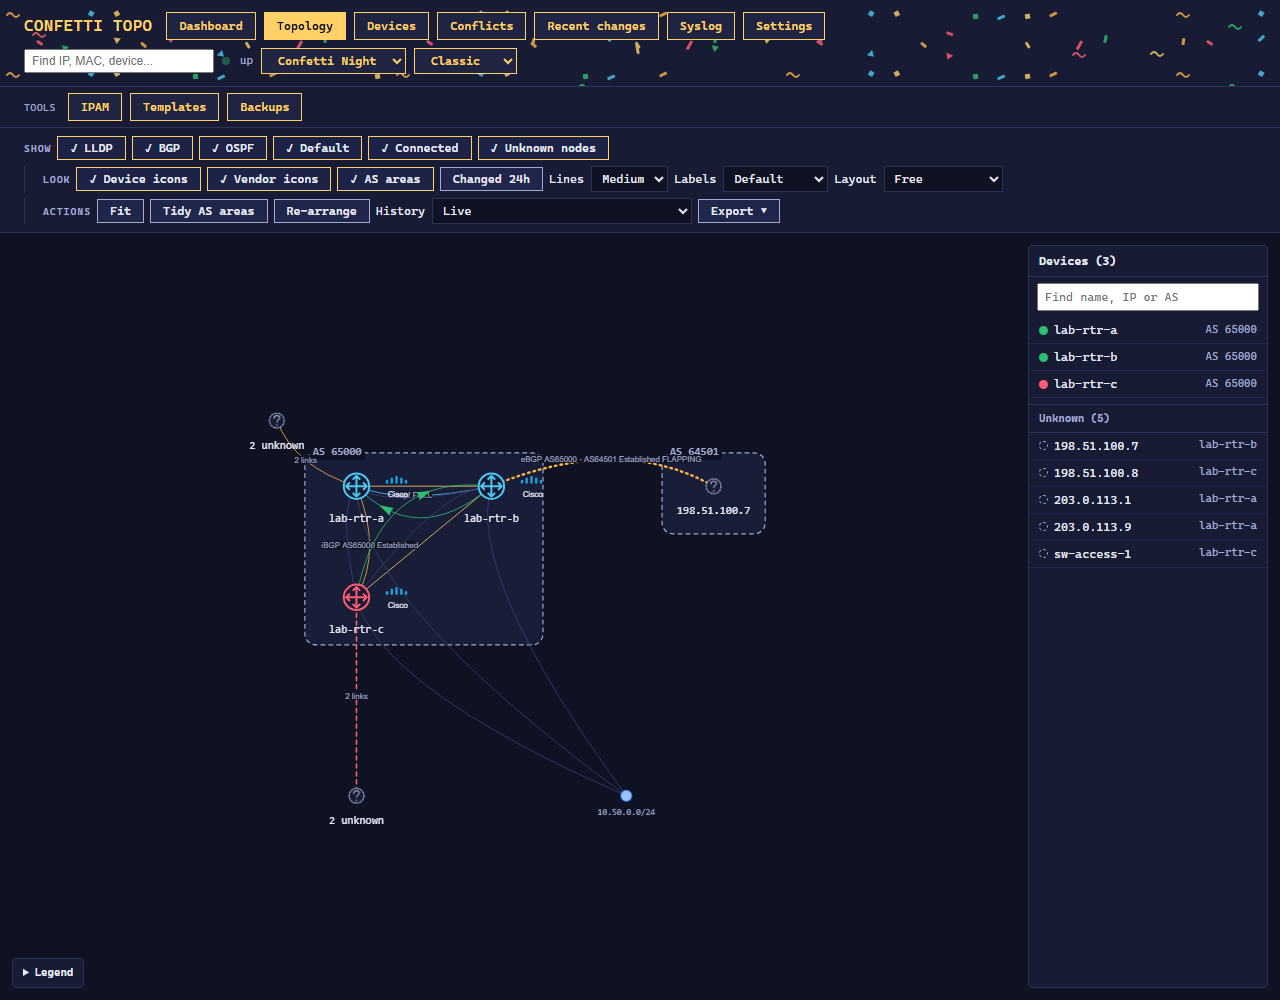 CONFETTI TOPO Dashboard Topology Devices Conflicts Recent changes Syslog Settings
Find IP, MAC, device... up Confetti Night Classic
TOOLS IPAM Templates Backups
SHOW ✓ LLDP ✓ BGP ✓ OSPF ✓ Default ✓ Connected ✓ Unknown nodes
LOOK ✓ Device icons ✓ Vendor icons ✓ AS areas Changed 24h Lines Medium Labels Default Layout Free
ACTIONS Fit Tidy AS areas Re-arrange History Live Export ▼
Devices (3)
Find name, IP or AS
lab-rtr-a AS 65000
lab-rtr-b AS 65000
lab-rtr-c AS 65000
Unknown (5)
198.51.100.7 lab-rtr-b
198.51.100.8 lab-rtr-c
203.0.113.1 lab-rtr-a
203.0.113.9 lab-rtr-a
sw-access-1 lab-rtr-c
2 unknown
2 links
AS 65000
AS 64501
eBGP AS65000 - AS64501 Established FLAPPING
Cisco
Cisco
lab-rtr-a
lab-rtr-b
198.51.100.7
iBGP AS65000 Established
Cisco
lab-rtr-c
2 links
2 unknown
10.50.0.0/24
▶ Legend